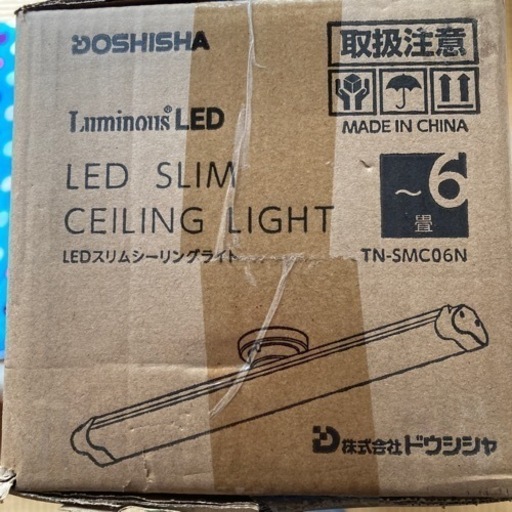 DOSHISHA
取扱注意
Luminous LED
MADE IN CHINA
LED SLIM
CEILING LIGHT
～6
畳
LEDスリムシーリングライト
TN-SMC06N
株式会社ドウシシャ